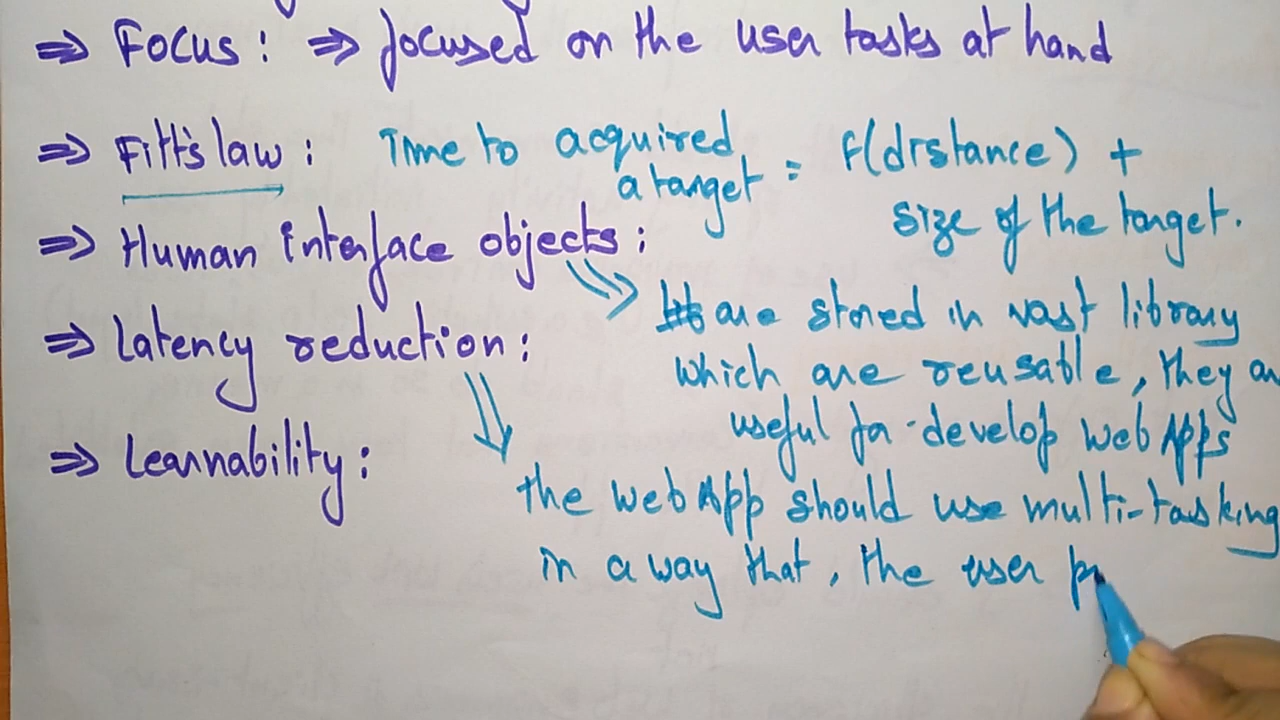 ⇒ Focus: ⇒ focused on the user tasks at hand
⇒ Fitt's law: Time to acquired
a target = f(distance) +
size of the target.
⇒ Human interface objects:
are stored in vast library
which are reusable, they
useful for develop web Apps
⇒ Latency reduction:
the web App should use multi-tasking
in a way that, the user
⇒ Learnability: